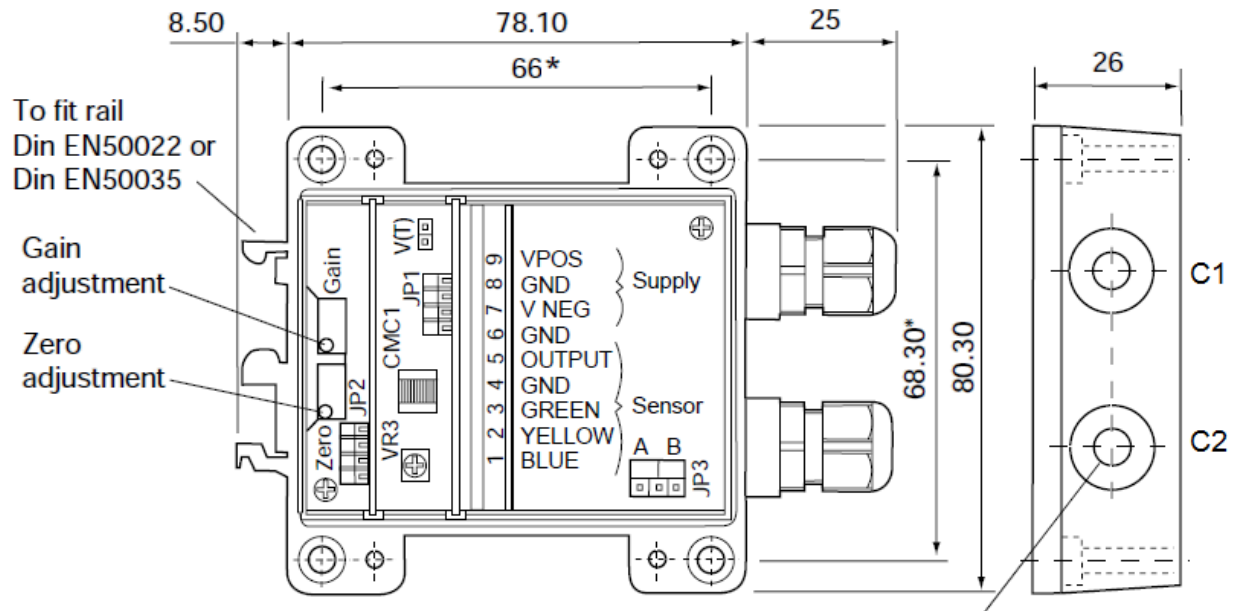 8.50
78.10
25
66*
26
To fit rail
Din EN50022 or
Din EN50035
Gain
adjustment
Zero
adjustment
Gain
Zero
JP2
V(T)
JP1
CMC1
VR3
9 VPOS
8 GND
7 V NEG
6 GND
5 OUTPUT
4 GND
3 GREEN
2 YELLOW
1 BLUE
Supply
Sensor
A B
JP3
68.30*
80.30
C1
C2